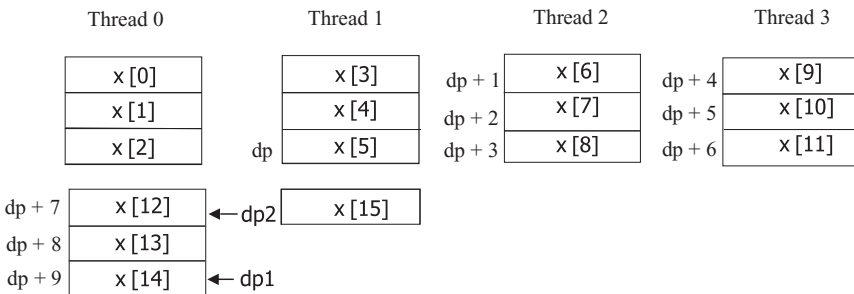 Thread 0 Thread 1 Thread 2 Thread 3
x [0] x [3] dp + 1 x [6] dp + 4 x [9]
x [1] x [4] dp + 2 x [7] dp + 5 x [10]
x [2] dp x [5] dp + 3 x [8] dp + 6 x [11]
dp + 7 x [12] dp2 x [15]
dp + 8 x [13]
dp + 9 x [14] dp1